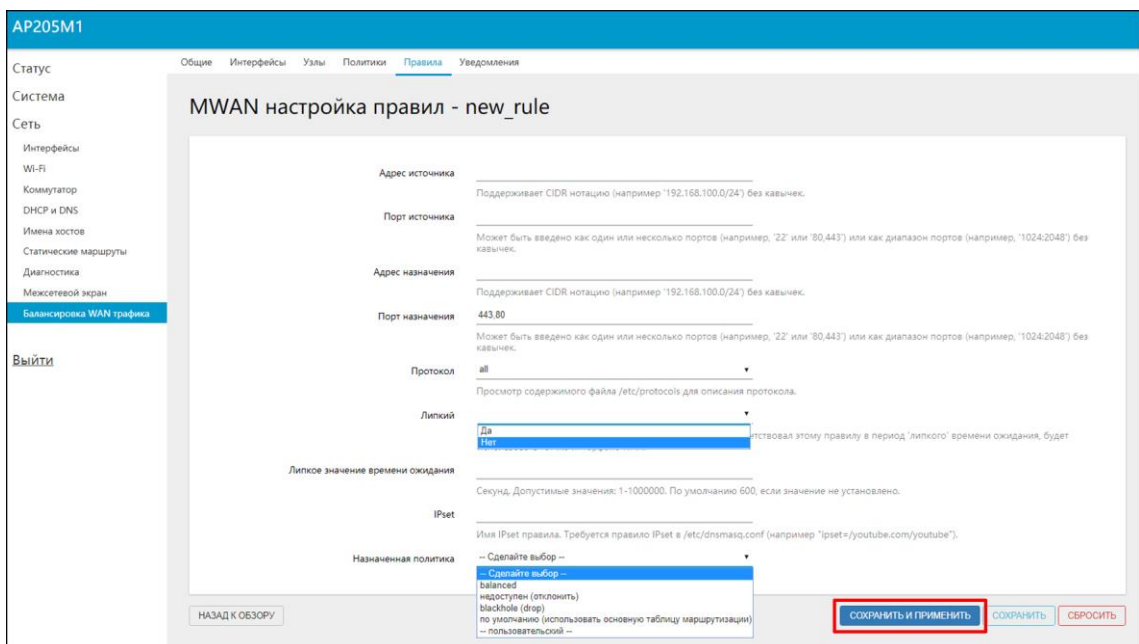 AP205M1
Статус
Система
Сеть
Интерфейсы
Wi-Fi
Коммутатор
DHCP и DNS
Имена хостов
Статические маршруты
Диагностика
Межсетевой экран
Балансировка WAN трафика
Выйти
Общие Интерфейсы Узлы Политики Правила Уведомления
MWAN настройка правил - new_rule
Адрес источника
Поддерживает CIDR нотацию (например '192.168.100.0/24') без кавычек.
Порт источника
Может быть введено как один или несколько портов (например, '22' или '80,443') или как диапазон портов (например, '1024:2048') без
кавычек.
Адрес назначения
Поддерживает CIDR нотацию (например '192.168.100.0/24') без кавычек.
Порт назначения 443.80
Может быть введено как один или несколько портов (например, '22' или '80,443') или как диапазон портов (например, '1024:2048') без
кавычек.
Протокол all
Просмотр содержимого файла /etc/protocols для описания протокола.
Липкий
Да
Нет
этому правилу в период 'липкого' времени ожидания, будет
Липкое значение времени ожидания
Секунд. Допустимые значения: 1-1000000. По умолчанию 600, если значение не установлено.
IPset
Имя IPset правила. Требуется правило IPset в /etc/dnsmasq.conf (например "ipset=/youtube.com/youtube").
Назначенная политика -- Сделайте выбор --
-- Сделайте выбор --
balanced
недоступен (отклонить)
blackhole (drop)
по умолчанию (использовать основную таблицу маршрутизации)
-- пользовательский --
НАЗАД К ОБЗОРУ СОХРАНИТЬ И ПРИМЕНИТЬ СОХРАНИТЬ СБРОСИТЬ